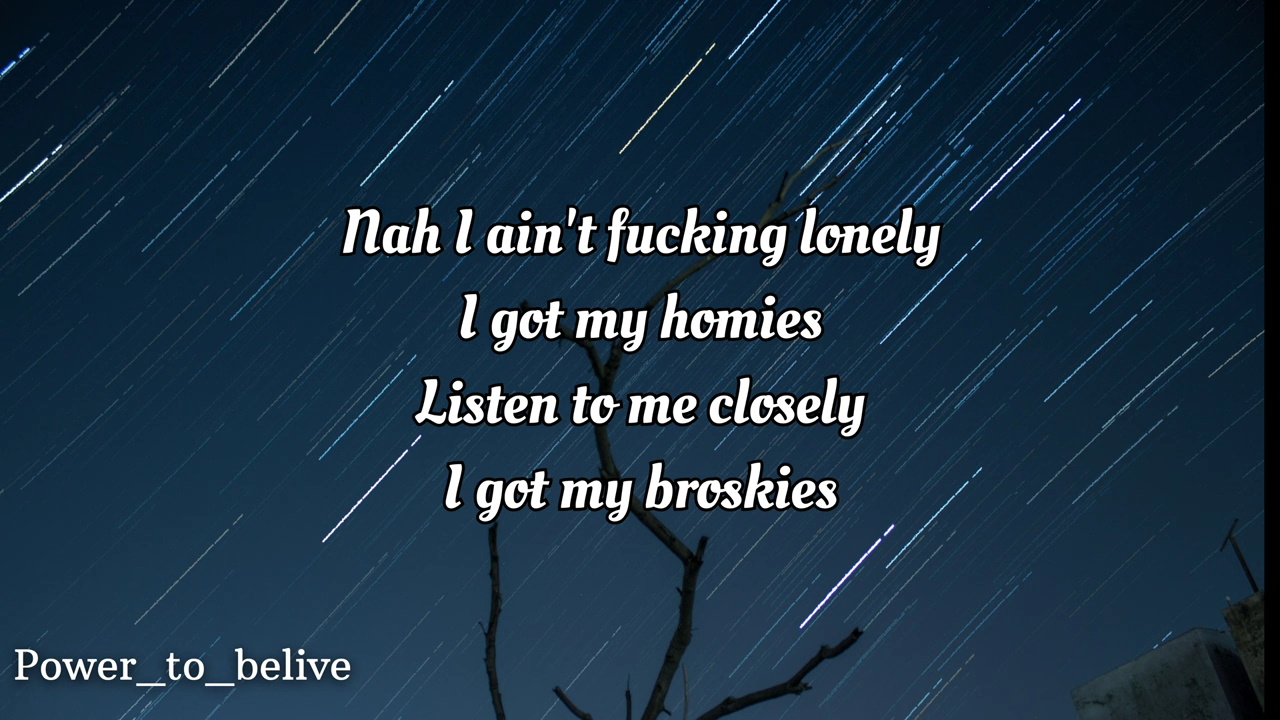 Nah I ain't fucking lonely
I got my homies
Listen to me closely
I got my broskies
Power_to_belive